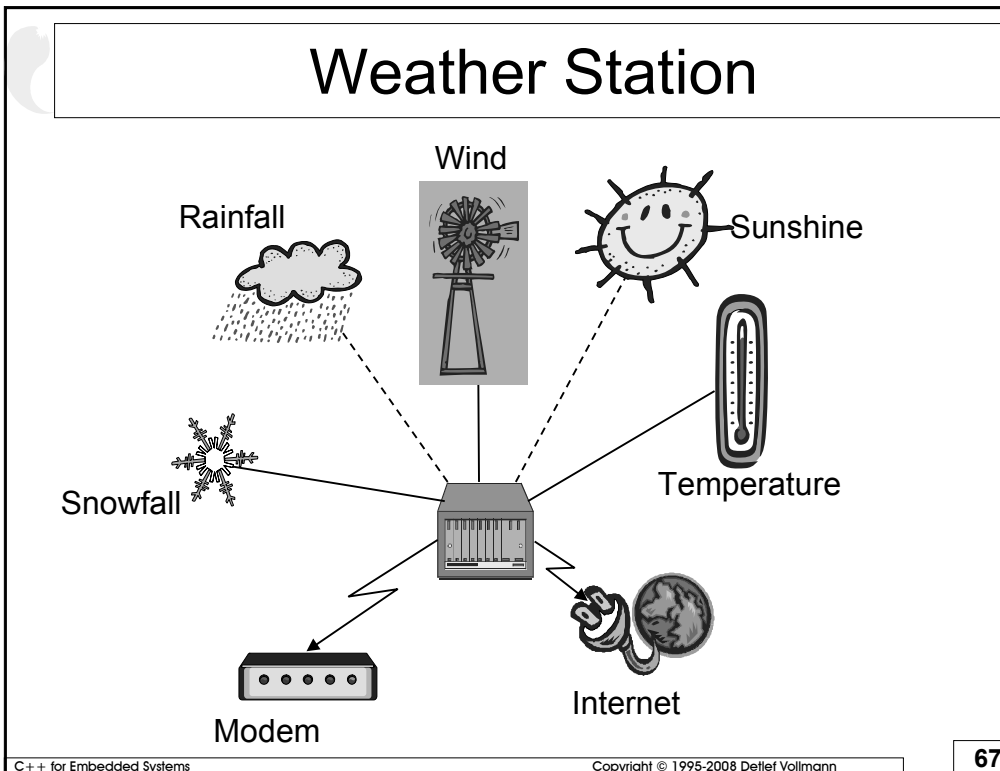 Weather Station
Wind
Rainfall
Sunshine
Temperature
Snowfall
Internet
Modem
C++ for Embedded Systems
Copyright © 1995-2008 Detlef Vollmann
67